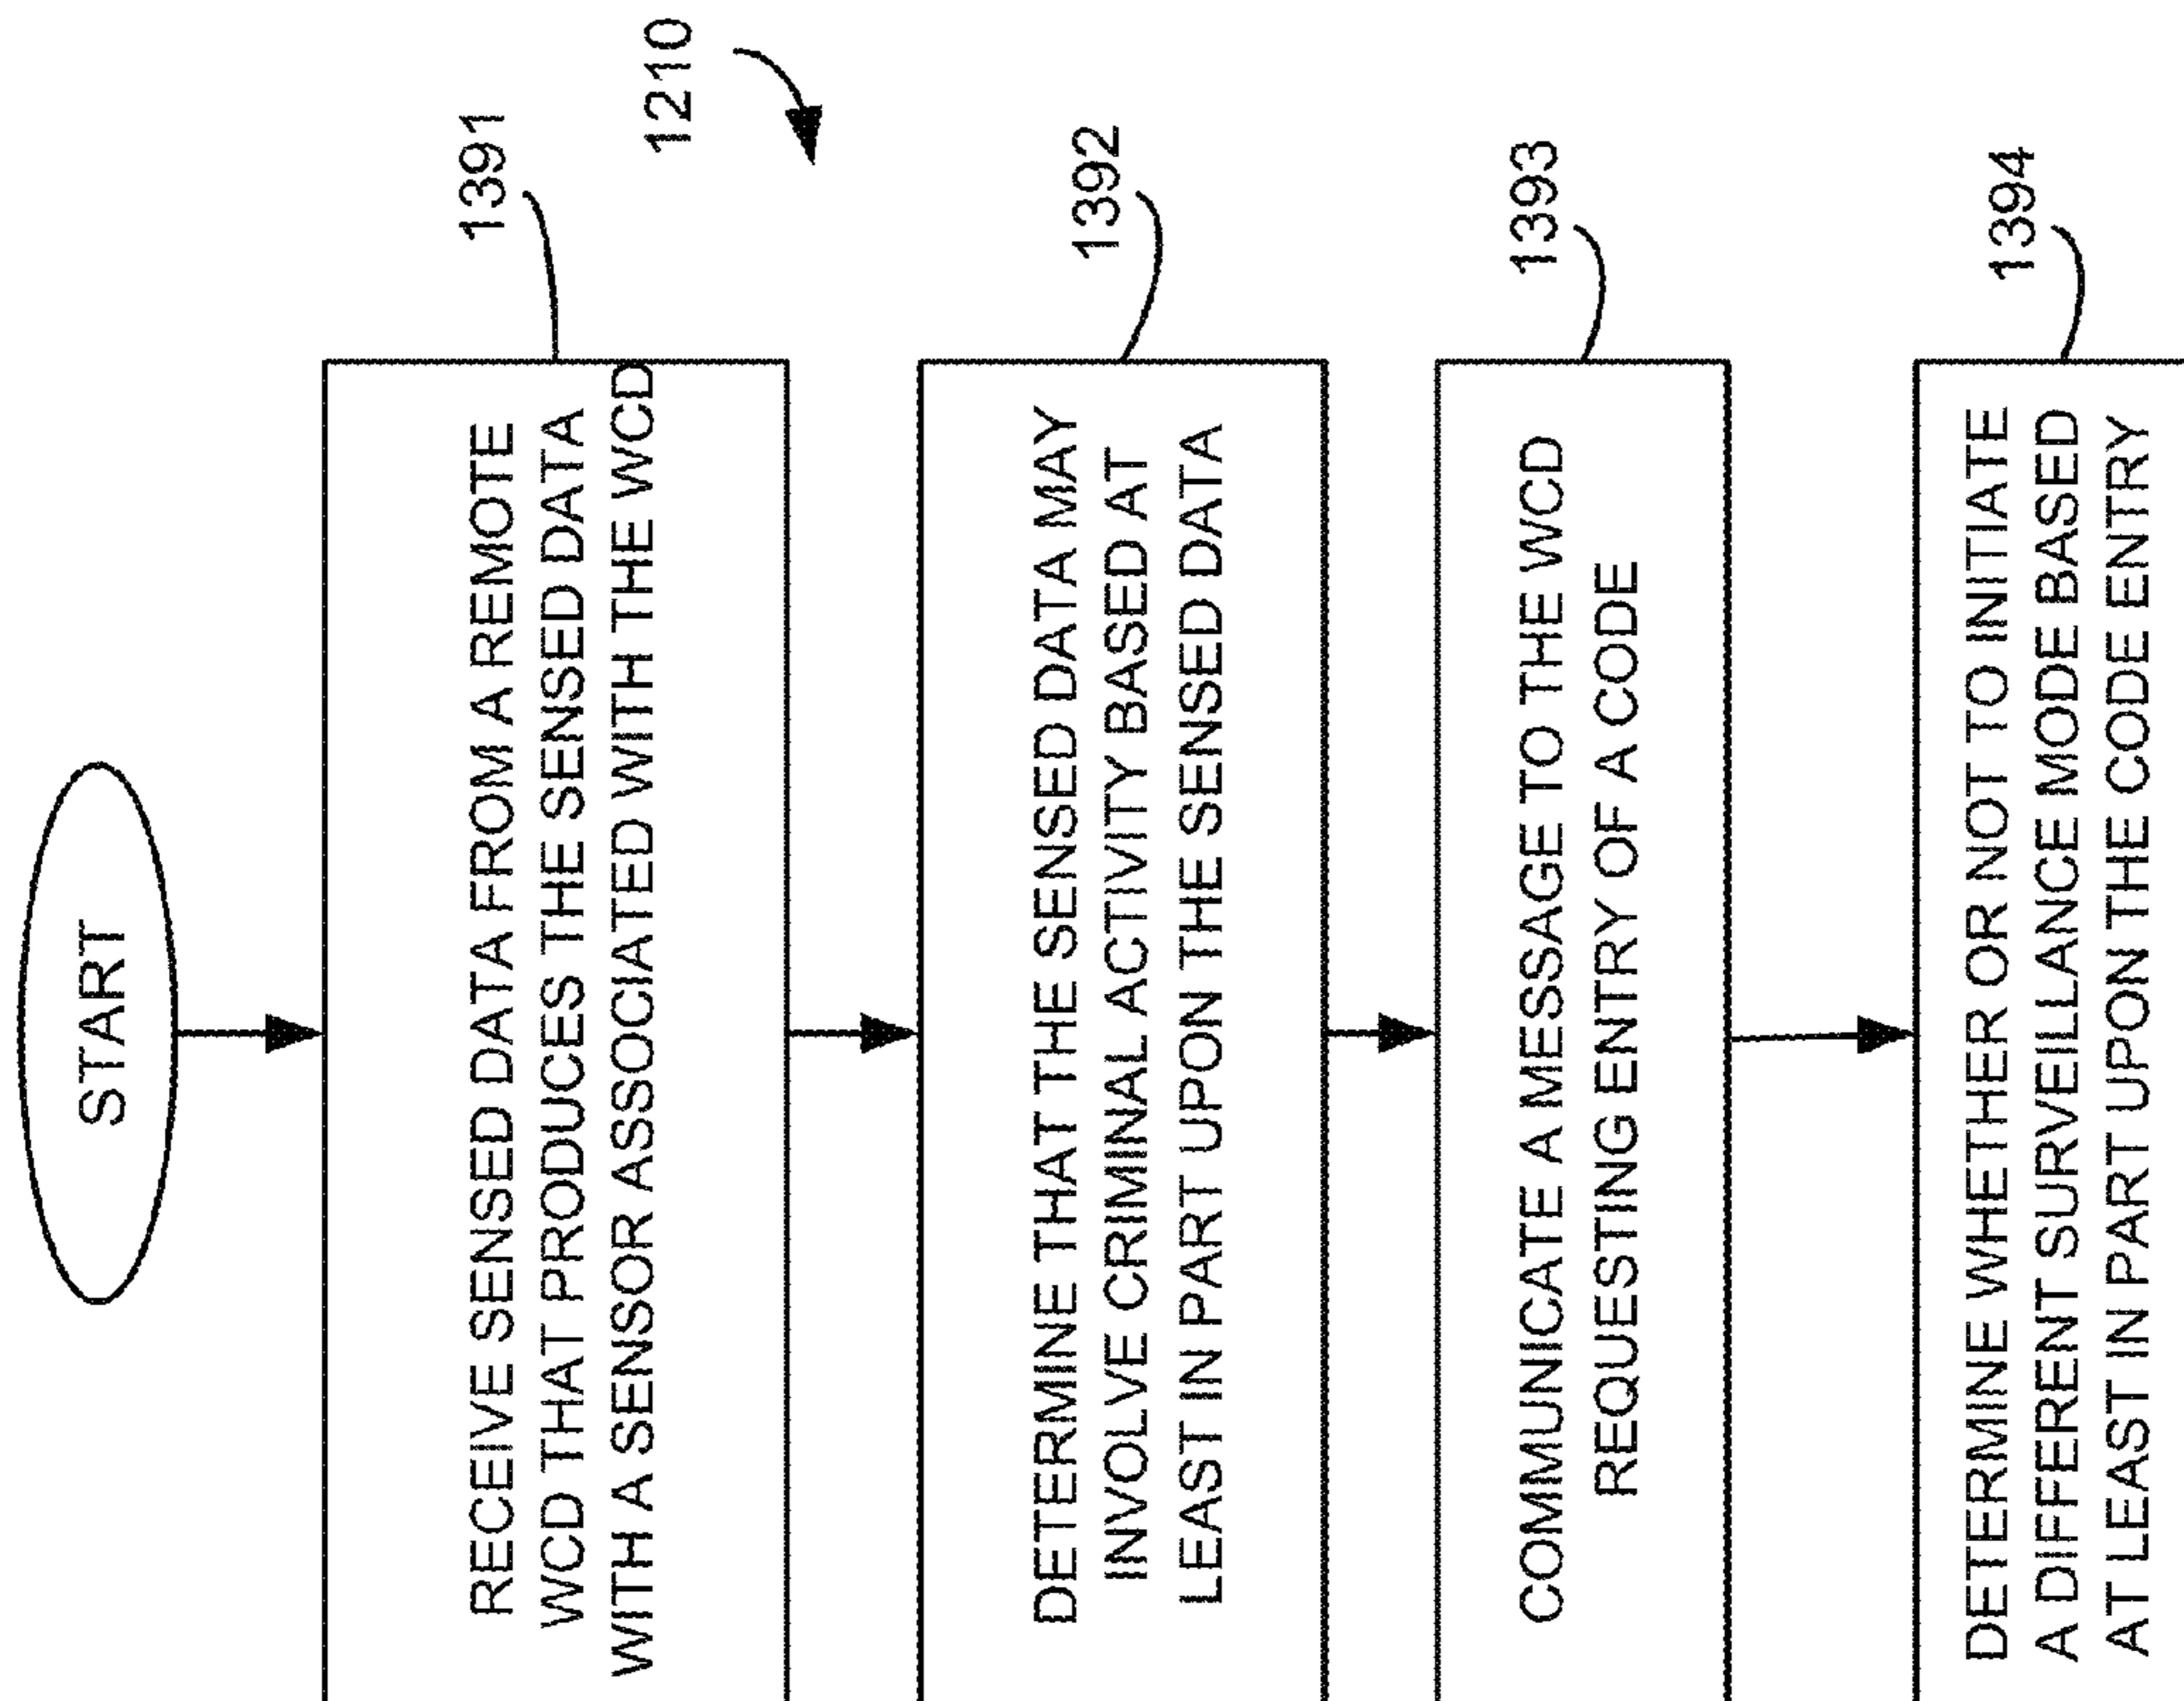 START
1210
1391
RECEIVE SENSED DATA FROM A REMOTE
WCD THAT PRODUCES THE SENSED DATA
WITH A SENSOR ASSOCIATED WITH THE WCD
1392
DETERMINE THAT THE SENSED DATA MAY
INVOLVE CRIMINAL ACTIVITY BASED AT
LEAST IN PART UPON THE SENSED DATA
1393
COMMUNICATE A MESSAGE TO THE WCD
REQUESTING ENTRY OF A CODE
1394
DETERMINE WHETHER OR NOT TO INITIATE
A DIFFERENT SURVEILLANCE MODE BASED
AT LEAST IN PART UPON THE CODE ENTRY